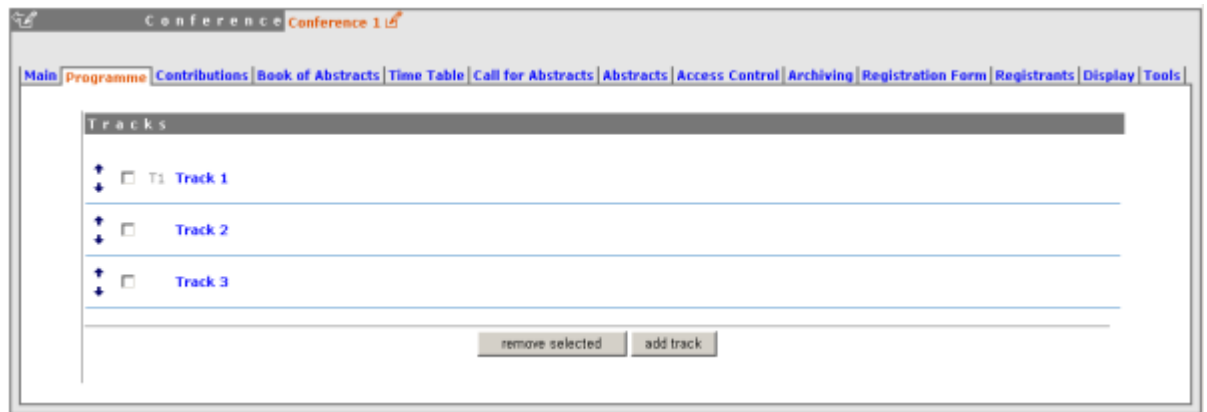 Conference Conference 1
Main Programme Contributions Book of Abstracts Time Table Call for Abstracts Abstracts Access Control Archiving Registration Form Registrants Display Tools
Tracks
T1 Track 1
Track 2
Track 3
remove selected add track